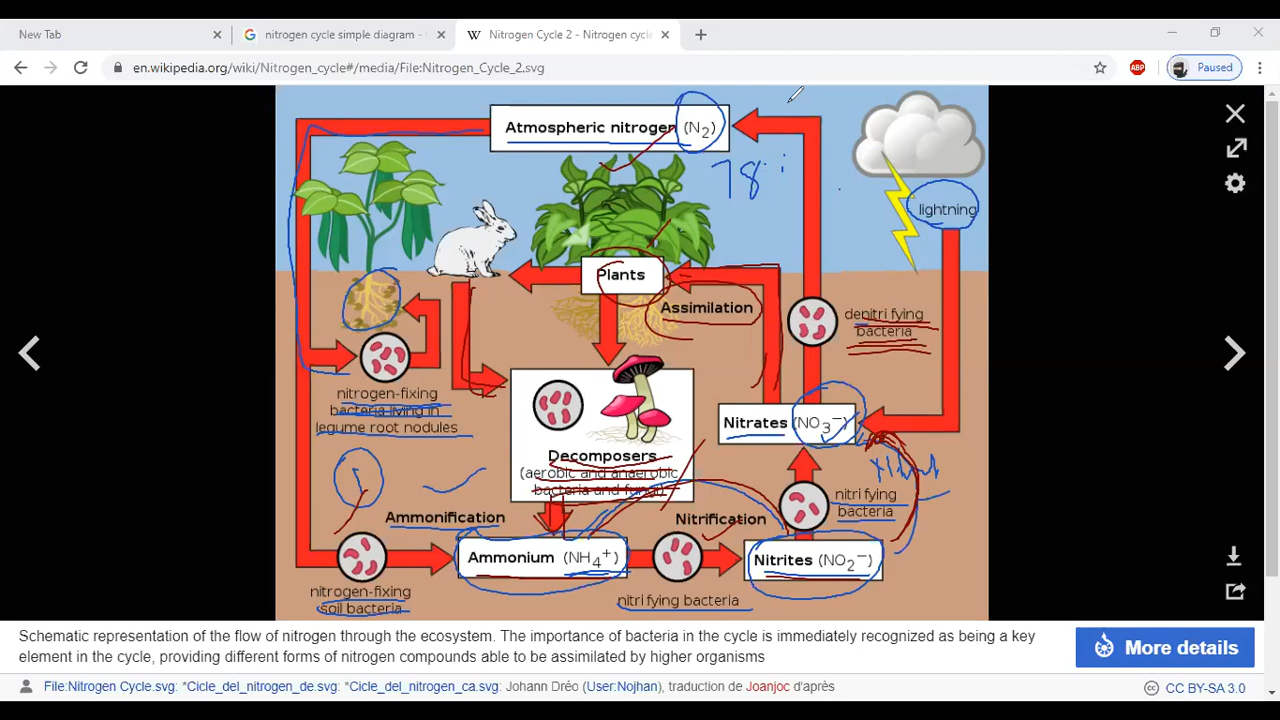 New Tab
nitrogen cycle simple diagram -
Nitrogen Cycle 2 - Nitrogen cycle
en.wikipedia.org/wiki/Nitrogen_cycle#/media/File:Nitrogen_Cycle_2.svg
ABP
Paused
Atmospheric nitrogen (N2)
78
lightning
Plants
Assimilation
denitri fying
bacteria
nitrogen-fixing
bacteria living in
legume root nodules
Nitrates (NO3−)
Decomposers
(aerobic and anaerobic
bacteria and fungi)
nitri fying
bacteria
Ammonification
Nitrification
Ammonium (NH4+)
Nitrites (NO2−)
nitrogen-fixing
soil bacteria
nitri fying bacteria
Schematic representation of the flow of nitrogen through the ecosystem. The importance of bacteria in the cycle is immediately recognized as being a key
element in the cycle, providing different forms of nitrogen compounds able to be assimilated by higher organisms
More details
File:Nitrogen Cycle.svg: *Cicle_del_nitrogen_de.svg: *Cicle_del_nitrogen_ca.svg: Johann Dréo (User:Nojhan), traduction de Joanjoc d'après
CC BY-SA 3.0